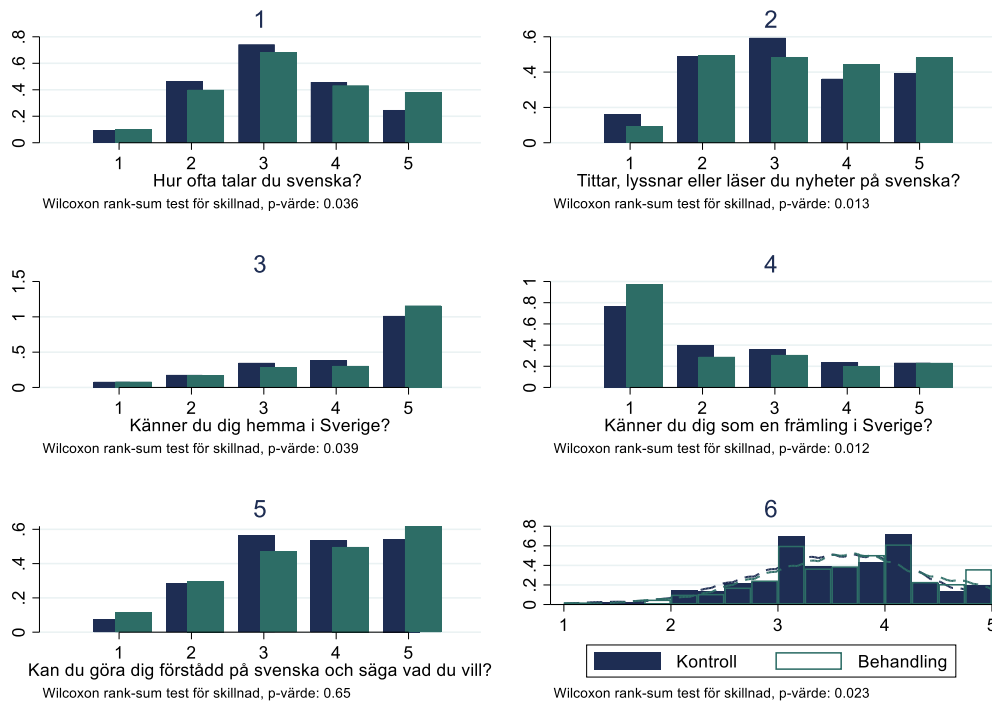 1
.8
.6
.4
.2
0
1 2 3 4 5
Hur ofta talar du svenska?
Wilcoxon rank-sum test för skillnad, p-värde: 0.036
2
.6
.4
.2
0
1 2 3 4 5
Tittar, lyssnar eller läser du nyheter på svenska?
Wilcoxon rank-sum test för skillnad, p-värde: 0.013
3
1.5
1
.5
0
1 2 3 4 5
Känner du dig hemma i Sverige?
Wilcoxon rank-sum test för skillnad, p-värde: 0.039
4
1
.8
.6
.4
.2
0
1 2 3 4 5
Känner du dig som en främling i Sverige?
Wilcoxon rank-sum test för skillnad, p-värde: 0.012
5
.6
.4
.2
0
1 2 3 4 5
Kan du göra dig förstådd på svenska och säga vad du vill?
Wilcoxon rank-sum test för skillnad, p-värde: 0.65
6
.8
.6
.4
.2
0
1 2 3 4 5
Kontroll Behandling
Wilcoxon rank-sum test för skillnad, p-värde: 0.023